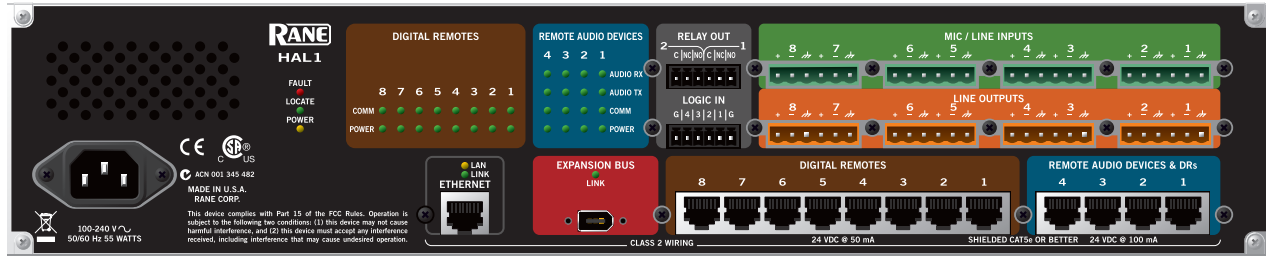 RANE
HAL1
FAULT
LOCATE
POWER
DIGITAL REMOTES
8 7 6 5 4 3 2 1
COMM
POWER
REMOTE AUDIO DEVICES
4 3 2 1
AUDIO RX
AUDIO TX
COMM
POWER
RELAY OUT
2 1
C NC NO C NC NO
LOGIC IN
G 4 3 2 1 G
MIC / LINE INPUTS
8 7 6 5 4 3 2 1
+ − + − + − + − + − + − + − + −
LINE OUTPUTS
8 7 6 5 4 3 2 1
+ − + − + − + − + − + − + − + −
CE
C SA ® US
ACN 001 345 482
MADE IN U.S.A.
RANE CORP.
100-240 V
50/60 Hz 55 WATTS
This device complies with Part 15 of the FCC Rules. Operation is
subject to the following two conditions: (1) this device may not cause
harmful interference, and (2) this device must accept any interference
received, including interference that may cause undesired operation.
LAN
LINK
ETHERNET
EXPANSION BUS
LINK
DIGITAL REMOTES
8 7 6 5 4 3 2 1
REMOTE AUDIO DEVICES & DRs
4 3 2 1
CLASS 2 WIRING
24 VDC @ 50 mA
SHIELDED CAT5e OR BETTER
24 VDC @ 100 mA